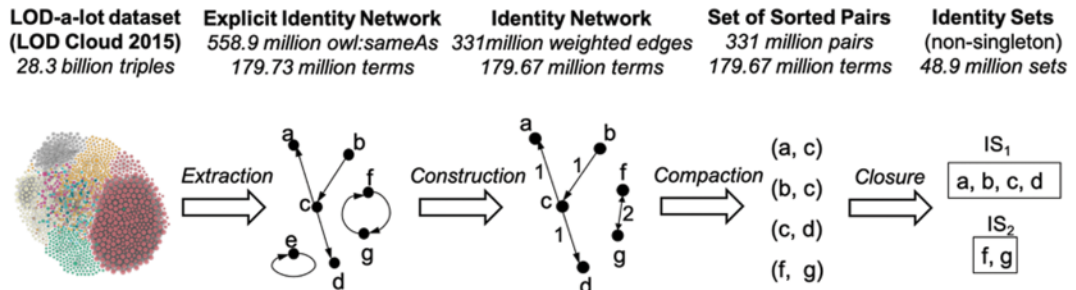 LOD-a-lot dataset
(LOD Cloud 2015)
28.3 billion triples
Explicit Identity Network
558.9 million owl:sameAs
179.73 million terms
Identity Network
331million weighted edges
179.67 million terms
Set of Sorted Pairs
331 million pairs
179.67 million terms
Identity Sets
(non-singleton)
48.9 million sets
Extraction
a
b
c
d
e
f
g
Construction
a
b
c
d
f
g
1
1
1
2
Compaction
(a, c)
(b, c)
(c, d)
(f, g)
Closure
IS1
a, b, c, d
IS2
f, g